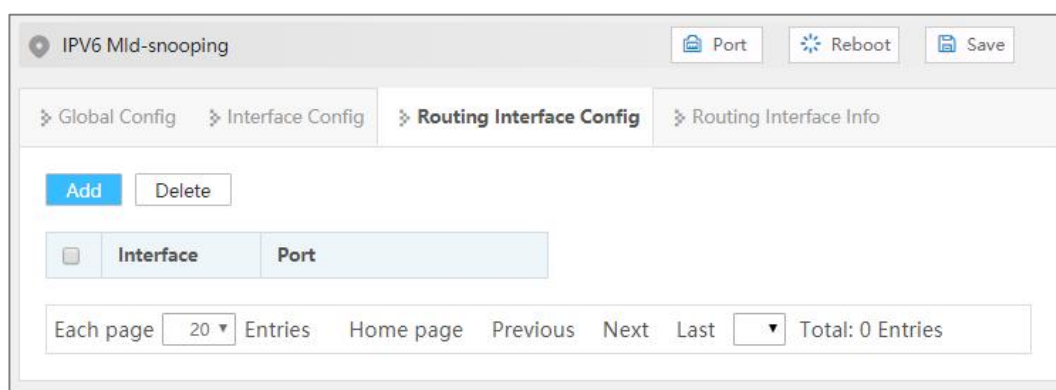 IPV6 Mld-snooping Port Reboot Save
Global Config Interface Config Routing Interface Config Routing Interface Info
Add Delete
Interface Port
Each page 20 Entries Home page Previous Next Last Total: 0 Entries